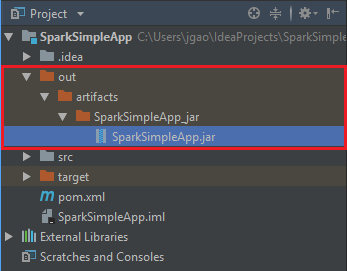 Project
SparkSimpleApp C:\Users\jgao\IdeaProjects\SparkSimple
.idea
out
artifacts
SparkSimpleApp_jar
SparkSimpleApp.jar
src
target
pom.xml
SparkSimpleApp.iml
External Libraries
Scratches and Consoles